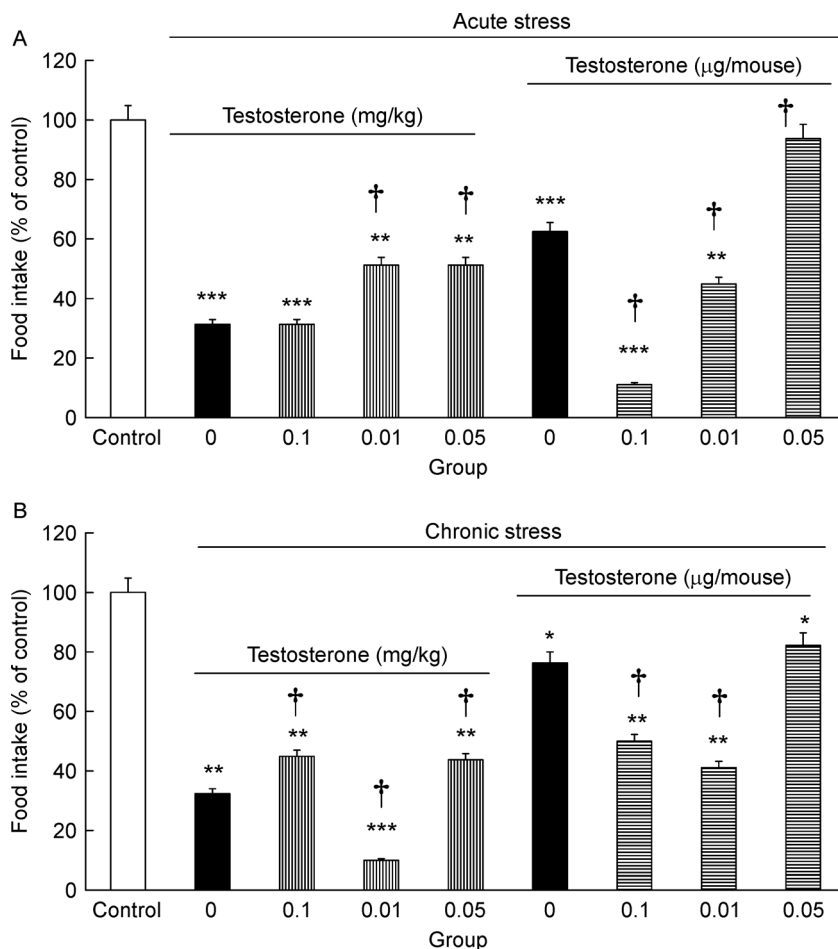 A
Acute stress
Testosterone (μg/mouse)
Testosterone (mg/kg)
Food intake (% of control)
120
100
80
60
40
20
0
***
***
†
**
†
**
***
†
***
†
**
†
Control 0 0.1 0.01 0.05 0 0.1 0.01 0.05
Group
B
Chronic stress
Testosterone (μg/mouse)
Testosterone (mg/kg)
Food intake (% of control)
120
100
80
60
40
20
0
**
†
**
†
***
†
**
*
†
**
†
**
*
Control 0 0.1 0.01 0.05 0 0.1 0.01 0.05
Group